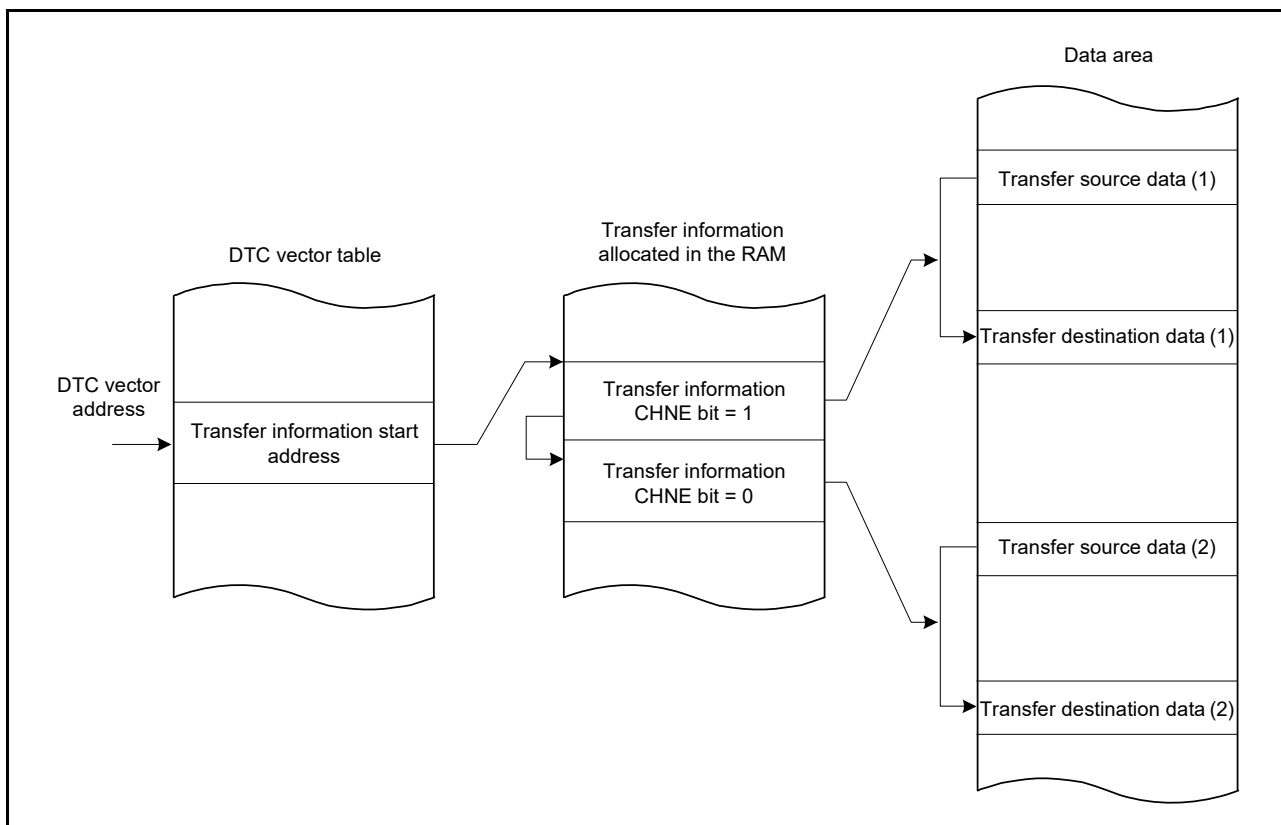 Data area
Transfer source data (1)
Transfer destination data (1)
Transfer source data (2)
Transfer destination data (2)
Transfer information
allocated in the RAM
Transfer information
CHNE bit = 1
Transfer information
CHNE bit = 0
DTC vector table
Transfer information start
address
DTC vector
address